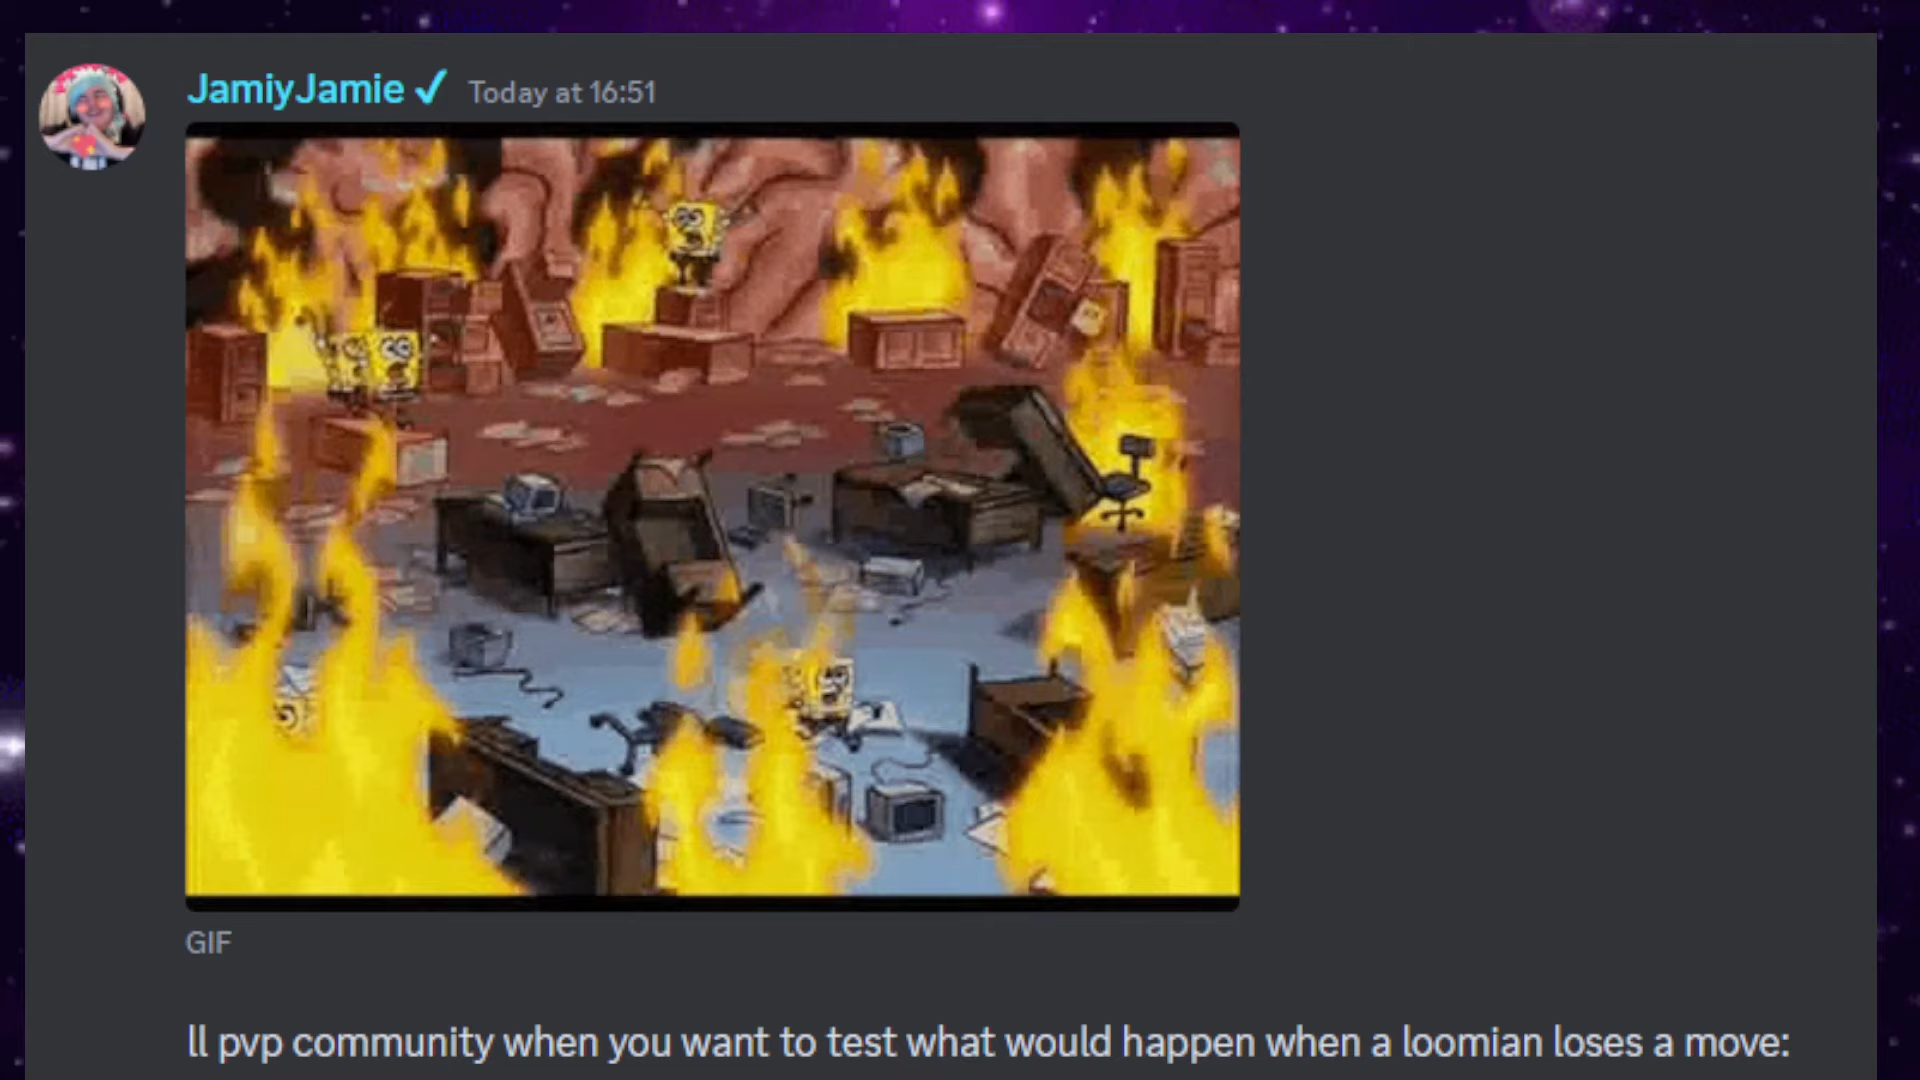 JamiyJamie ✓ Today at 16:51
GIF
ll pvp community when you want to test what would happen when a loomian loses a move: